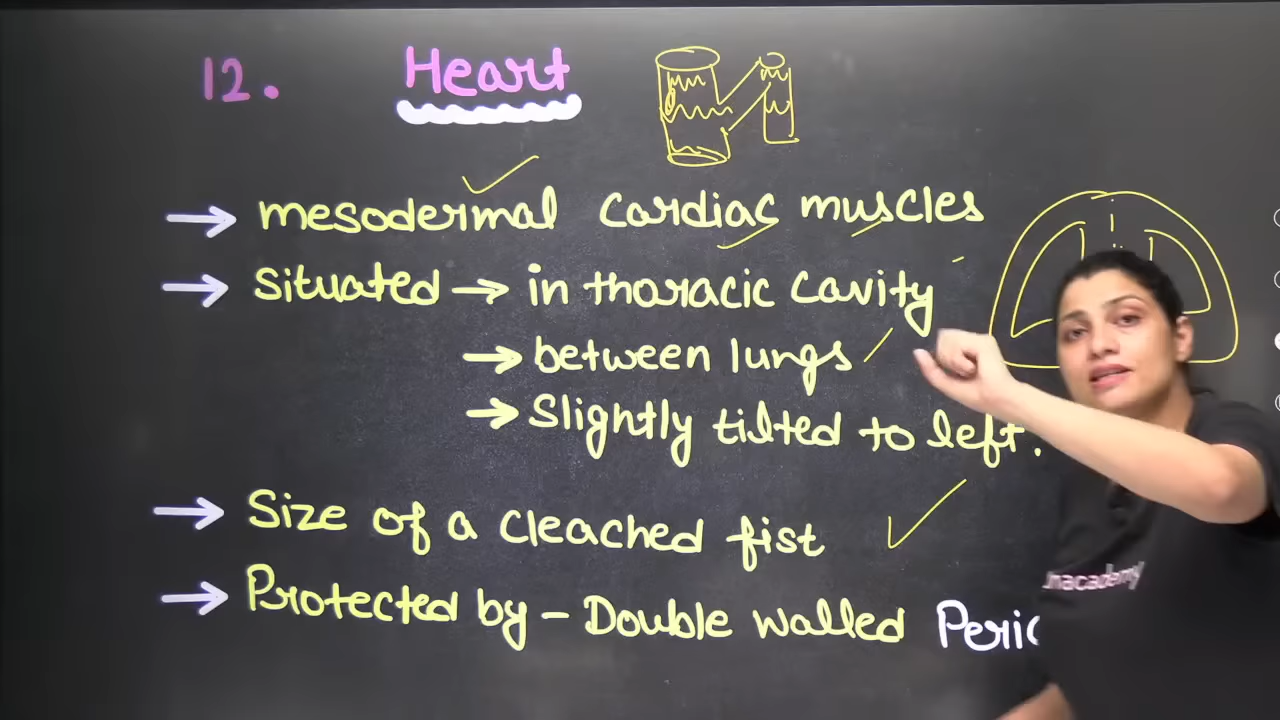 12. Heart
→ mesodermal cardiac muscles
→ Situated → in thoracic cavity
→ between lungs
→ Slightly tilted to left.
→ Size of a cleached fist
→ Protected by - Double walled Peric
unacademy